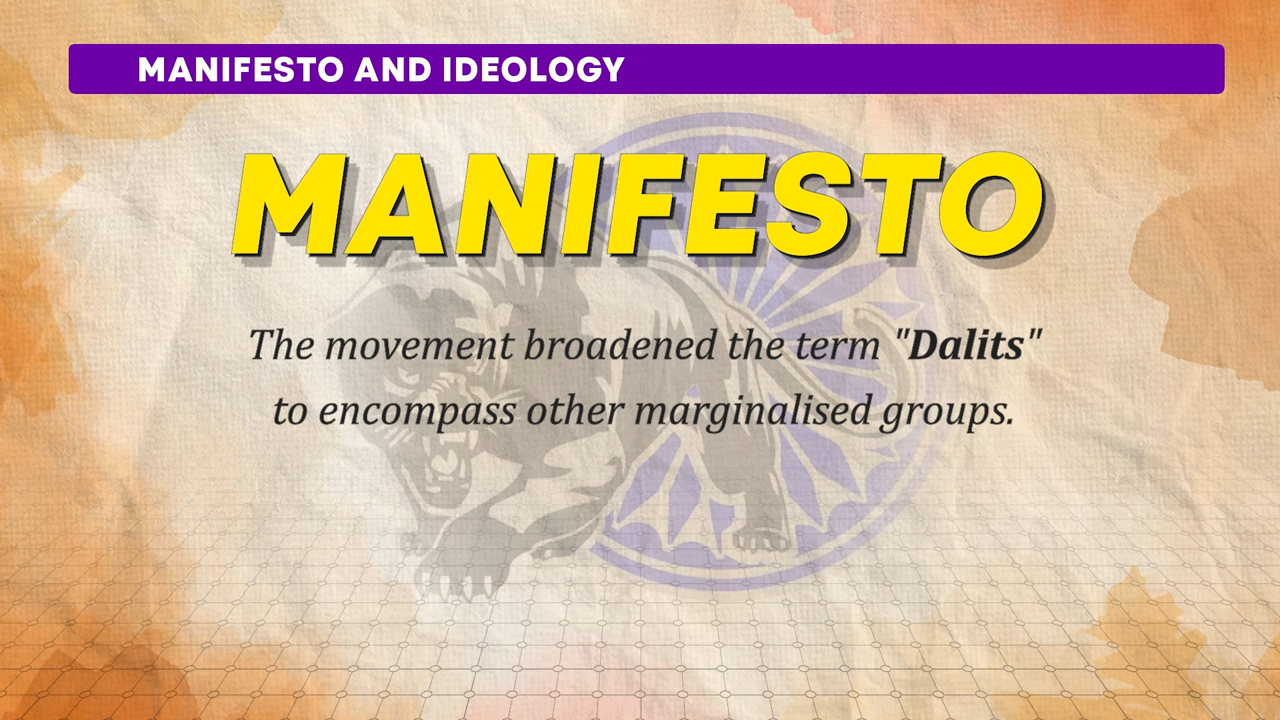 MANIFESTO AND IDEOLOGY
MANIFESTO
The movement broadened the term "Dalits"
to encompass other marginalised groups.